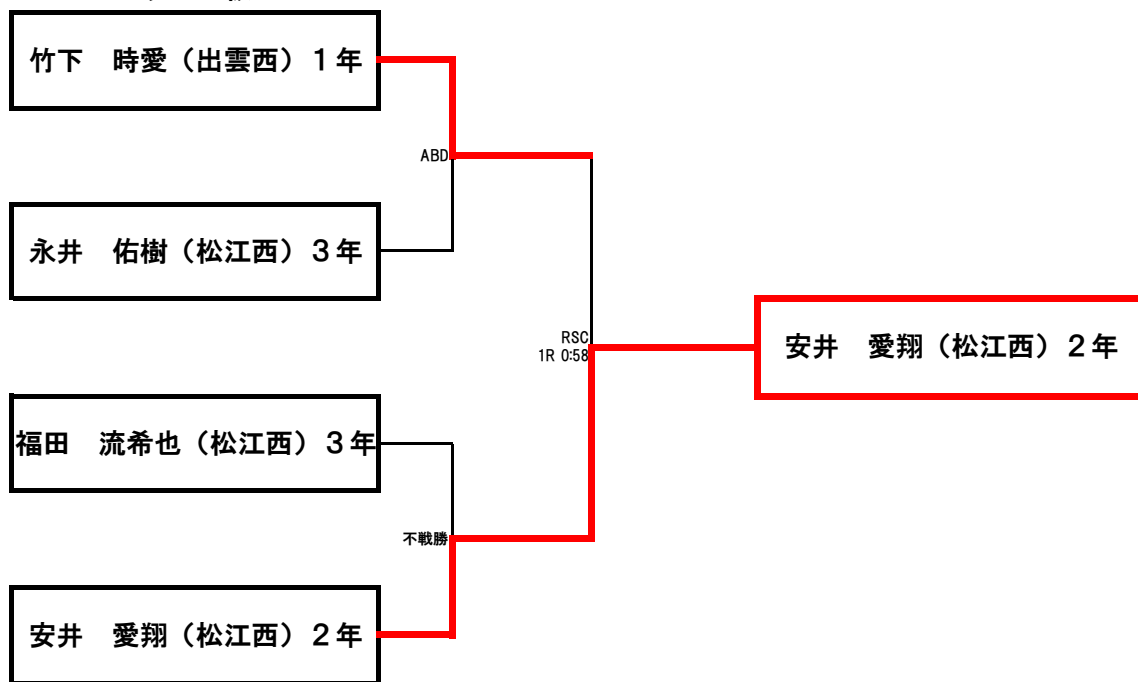 竹下　時愛（出雲西）１年
ABD
永井　佑樹（松江西）３年
RSC
1R 0:58
安井　愛翔（松江西）２年
福田　流希也（松江西）３年
不戦勝
安井　愛翔（松江西）２年